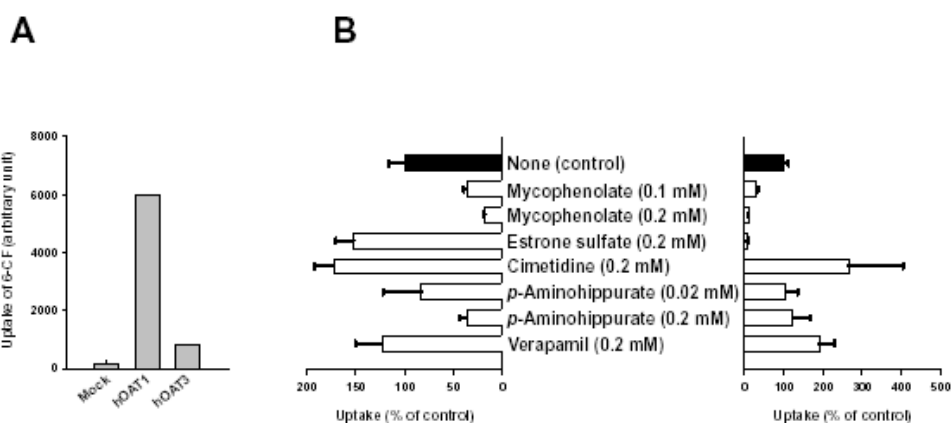 A
B
8000
6000
4000
2000
0
Uptake of 6-CF (arbitrary unit)
Mock
hOAT1
hOAT3
None (control)
Mycophenolate (0.1 mM)
Mycophenolate (0.2 mM)
Estrone sulfate (0.2 mM)
Cimetidine (0.2 mM)
p-Aminohippurate (0.02 mM)
p-Aminohippurate (0.2 mM)
Verapamil (0.2 mM)
200 150 100 50 0
Uptake (% of control)
0 100 200 300 400 500
Uptake (% of control)